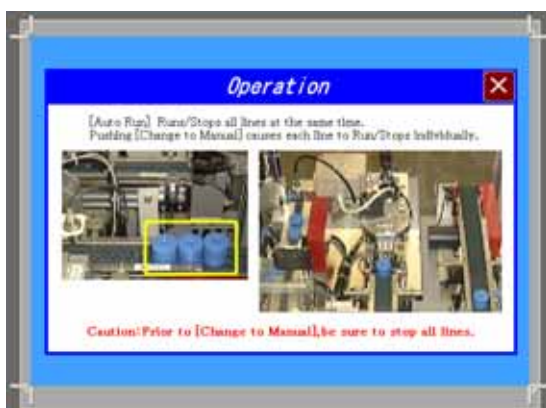 Operation
[Auto Run] Runs/Stops all lines at the same time.
Pushing [Change to Manual] causes each line to Run/Stops individually.
Caution:Prior to [Change to Manual],be sure to stop all lines.